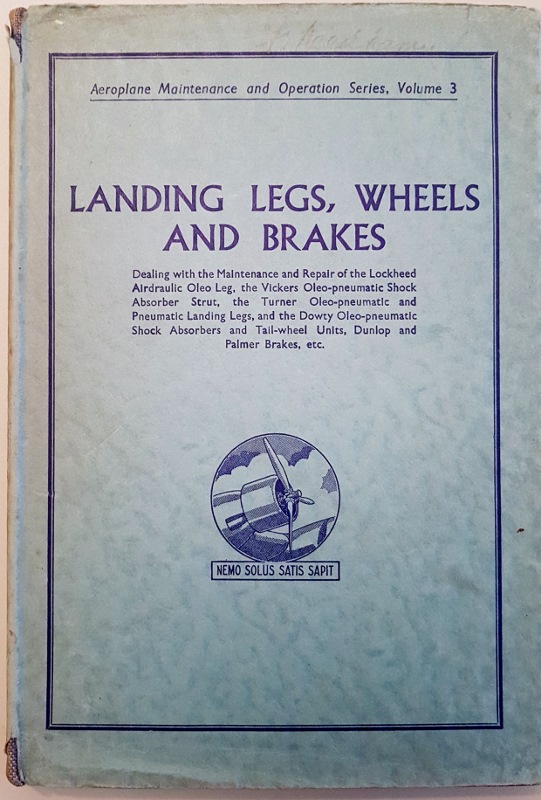 Aeroplane Maintenance and Operation Series, Volume 3
LANDING LEGS, WHEELS
AND BRAKES
Dealing with the Maintenance and Repair of the Lockheed
Airdraulic Oleo Leg, the Vickers Oleo-pneumatic Shock
Absorber Strut, the Turner Oleo-pneumatic and
Pneumatic Landing Legs, and the Dowty Oleo-pneumatic
Shock Absorbers and Tail-wheel Units, Dunlop and
Palmer Brakes, etc.
NEMO SOLUS SATIS SAPIT